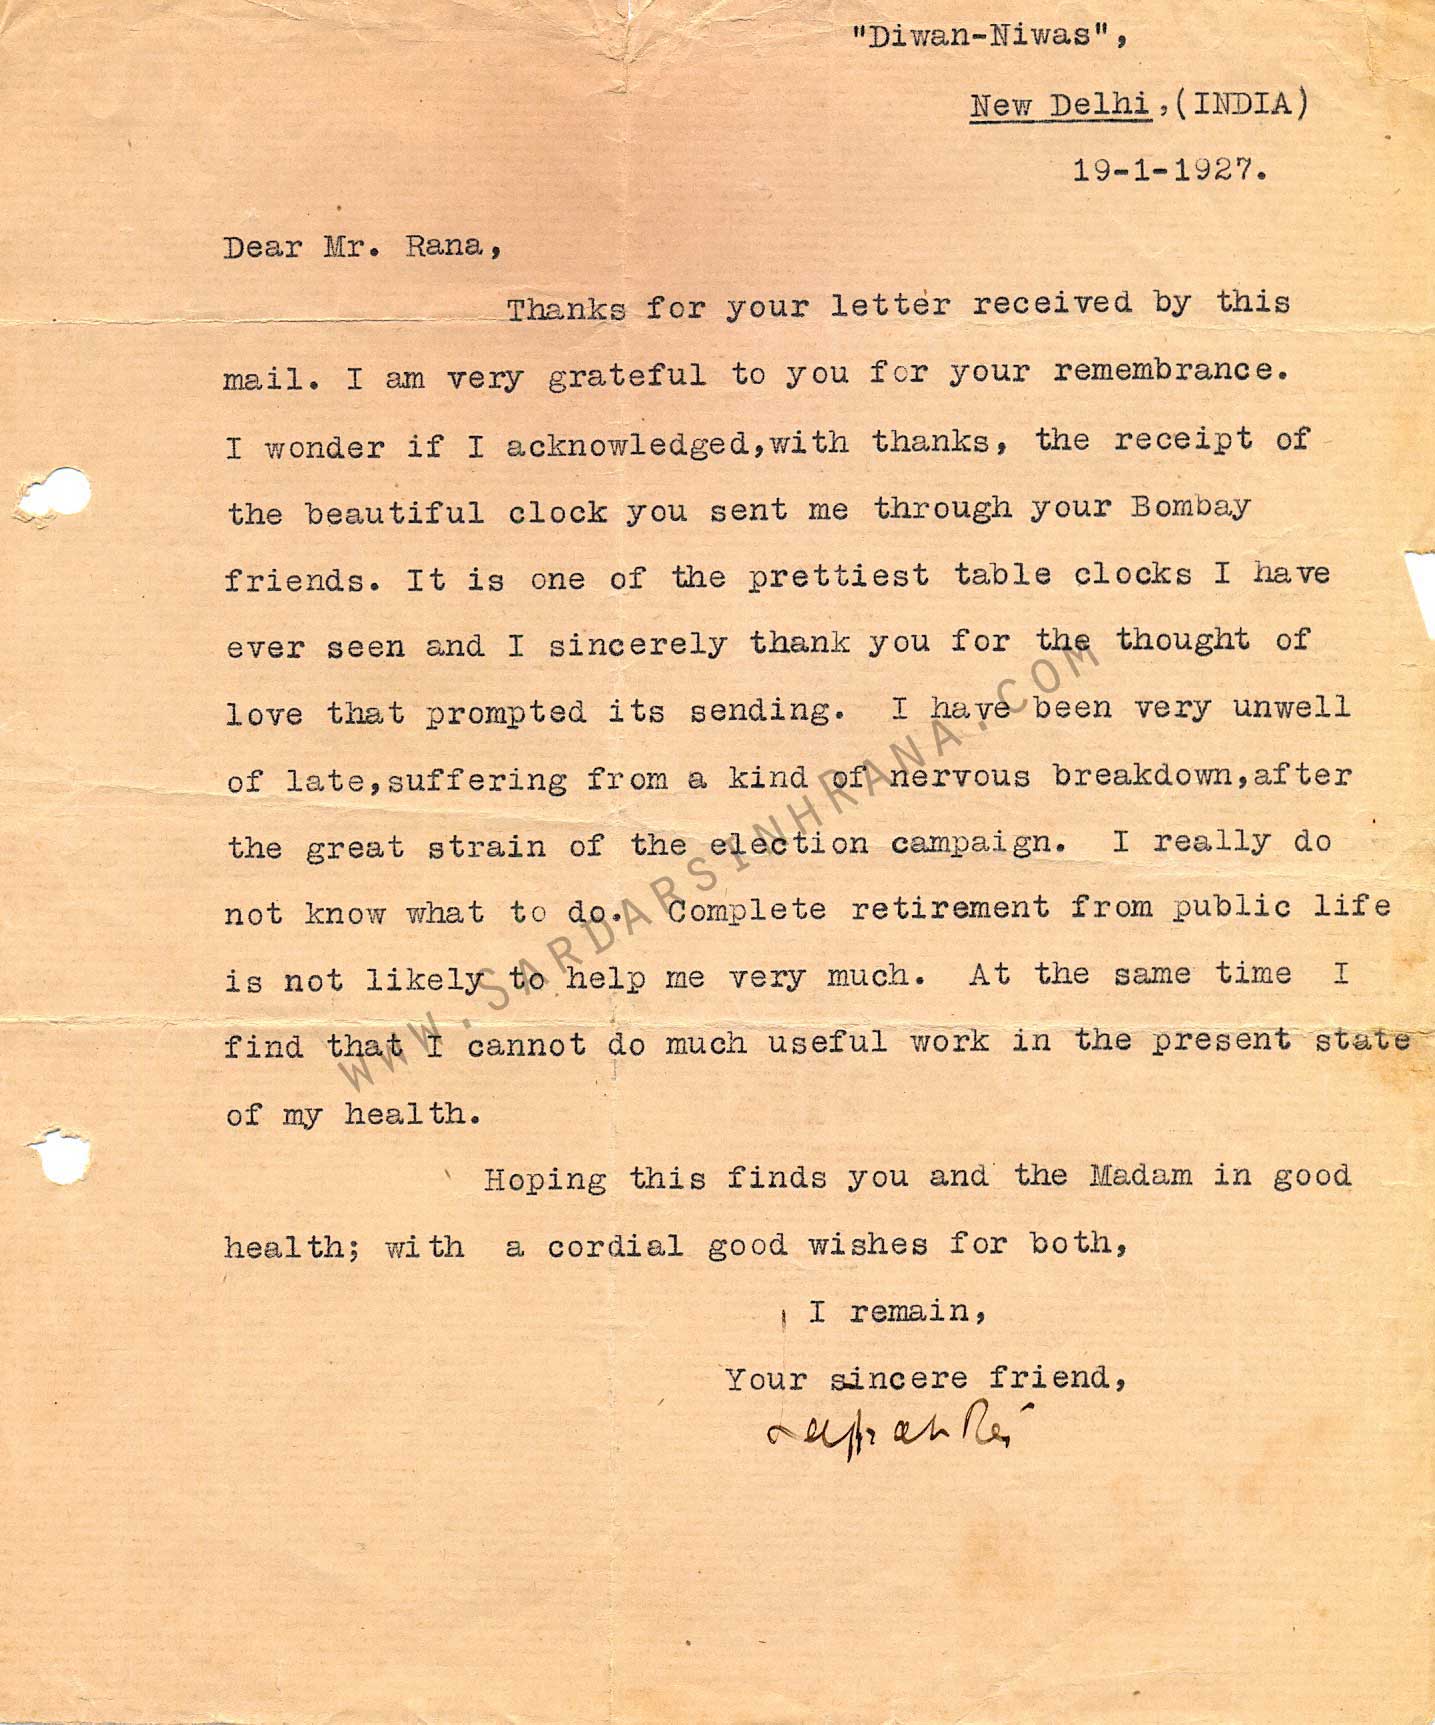 "Diwan-Niwas",
New Delhi,(INDIA)
19-1-1927.
Dear Mr. Rana,
Thanks for your letter received by this
mail. I am very grateful to you for your remembrance.
I wonder if I acknowledged,with thanks, the receipt of
the beautiful clock you sent me through your Bombay
friends. It is one of the prettiest table clocks I have
ever seen and I sincerely thank you for the thought of
love that prompted its sending. I have been very unwell
of late,suffering from a kind of nervous breakdown,after
the great strain of the election campaign. I really do
not know what to do. Complete retirement from public life
is not likely to help me very much. At the same time I
find that I cannot do much useful work in the present state
of my health.
Hoping this finds you and the Madam in good
health; with a cordial good wishes for both,
I remain,
Your sincere friend,
Lajpat Rai
WWW.SARDARSINHRANA.COM